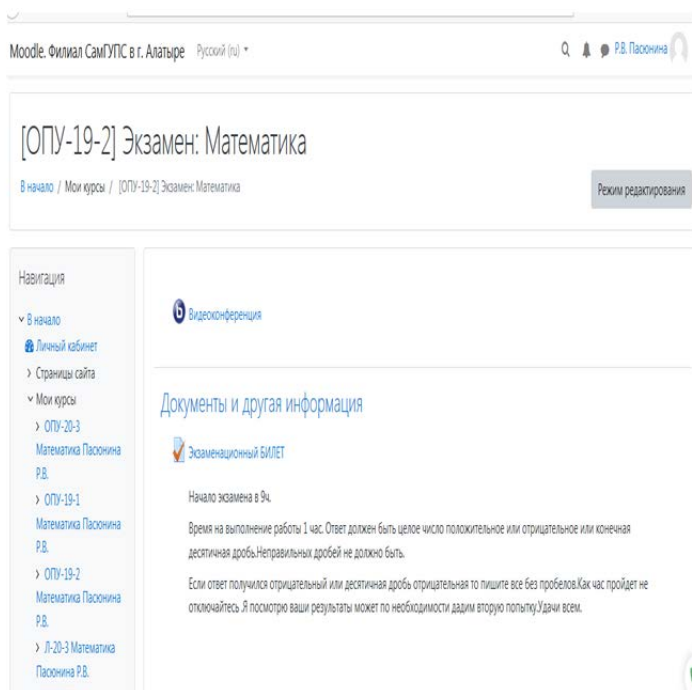 Moodle. Филиал СамГУПС в г. Алатыре Русский (ru)
Р.В. Пасюнина
[ОПУ-19-2] Экзамен: Математика
В начало / Мои курсы / [ОПУ-19-2] Экзамен: Математика
Режим редактирования
Навигация
В начало
Личный кабинет
Страницы сайта
Мои курсы
ОПУ-20-3
Математика Пасюнина
Р.В.
ОПУ-19-1
Математика Пасюнина
Р.В.
ОПУ-19-2
Математика Пасюнина
Р.В.
Л-20-3 Математика
Пасюнина Р.В.
Видеоконференция
Документы и другая информация
Экзаменационный БИЛЕТ
Начало экзамена в 9ч.
Время на выполнение работы 1 час. Ответ должен быть целое число положительное или отрицательное или конечная
десятичная дробь.Неправильных дробей не должно быть.
Если ответ получился отрицательный или десятичная дробь отрицательная то пишите все без пробелов.Как час пройдет не
отключайтесь .Я посмотрю ваши результаты может по необходимости дадим вторую попытку.Удачи всем.